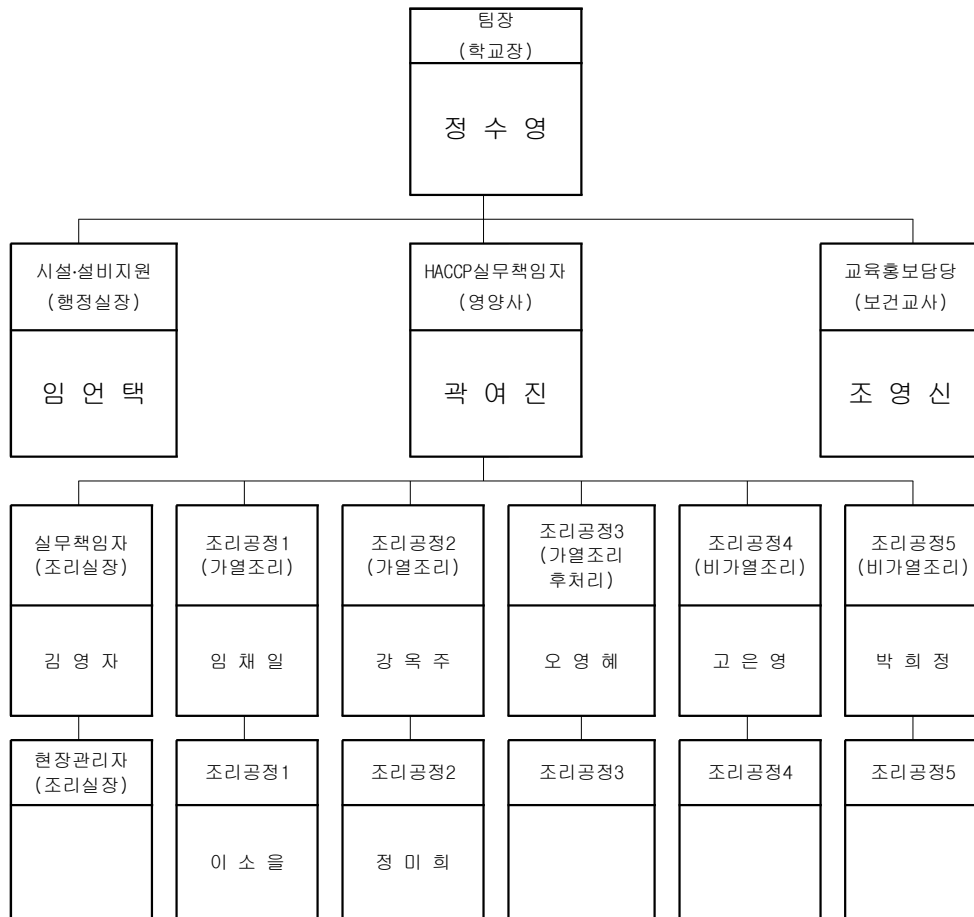 팀장
(학교장)
정 수 영
시설·설비지원
(행정실장)
임 언 택
HACCP실무책임자
(영양사)
곽 여 진
교육홍보담당
(보건교사)
조 영 신
실무책임자
(조리실장)
김 영 자
조리공정1
(가열조리)
임 채 일
조리공정2
(가열조리)
강 옥 주
조리공정3
(가열조리
후처리)
오 영 혜
조리공정4
(비가열조리)
고 은 영
조리공정5
(비가열조리)
박 희 정
현장관리자
(조리실장)
조리공정1
이 소 을
조리공정2
정 미 희
조리공정3
조리공정4
조리공정5